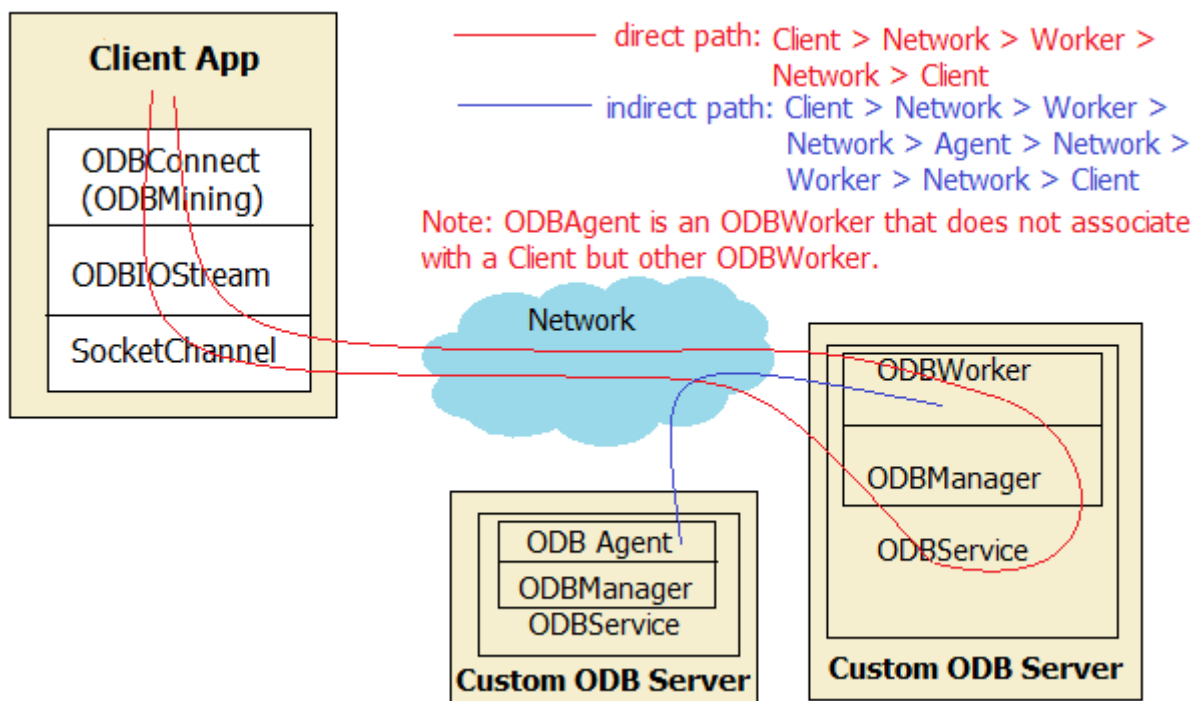 Client App
ODBConnect
(ODBMining)
ODBIOStream
SocketChannel
direct path: Client > Network > Worker >
Network > Client
indirect path: Client > Network > Worker >
Network > Agent > Network >
Worker > Network > Client
Note: ODBAgent is an ODBWorker that does not associate
with a Client but other ODBWorker.
Network
ODBWorker
ODBManager
ODBService
Custom ODB Server
ODB Agent
ODBManager
ODBService
Custom ODB Server